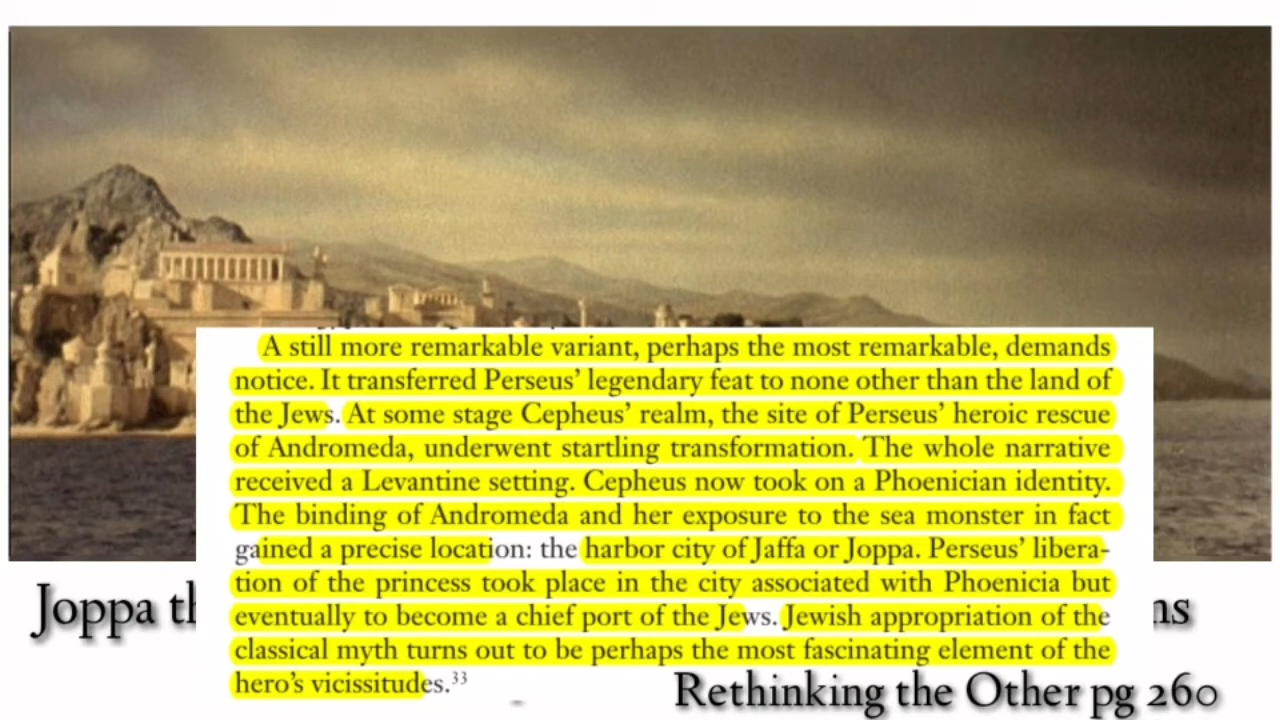 A still more remarkable variant, perhaps the most remarkable, demands
notice. It transferred Perseus’ legendary feat to none other than the land of
the Jews. At some stage Cepheus’ realm, the site of Perseus’ heroic rescue
of Andromeda, underwent startling transformation. The whole narrative
received a Levantine setting. Cepheus now took on a Phoenician identity.
The binding of Andromeda and her exposure to the sea monster in fact
gained a precise location: the harbor city of Jaffa or Joppa. Perseus’ libera-
tion of the princess took place in the city associated with Phoenicia but
eventually to become a chief port of the Jews. Jewish appropriation of the
classical myth turns out to be perhaps the most fascinating element of the
hero’s vicissitudes.³³
Joppa
Rethinking the Other pg 260